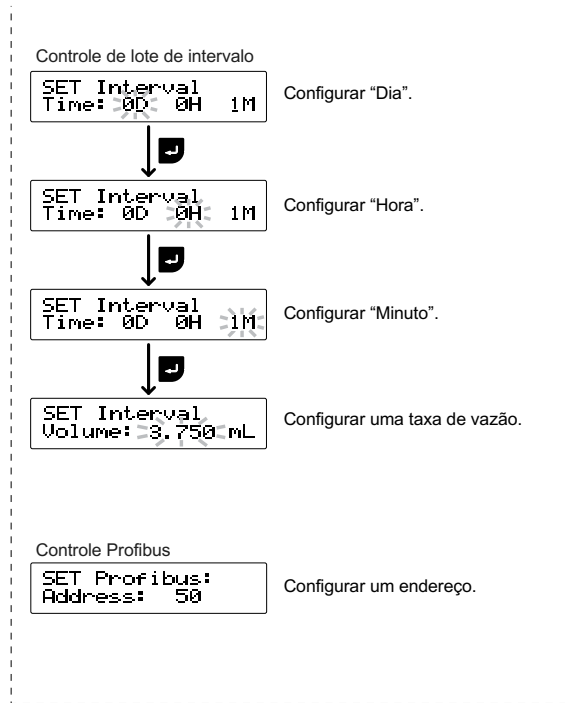 Controle de lote de intervalo
SET Interval
Time: 0D 0H 1M
Configurar “Dia”.
SET Interval
Time: 0D 0H 1M
Configurar “Hora”.
SET Interval
Time: 0D 0H 1M
Configurar “Minuto”.
SET Interval
Volume: 3.750 mL
Configurar uma taxa de vazão.
Controle Profibus
SET Profibus:
Address: 50
Configurar um endereço.